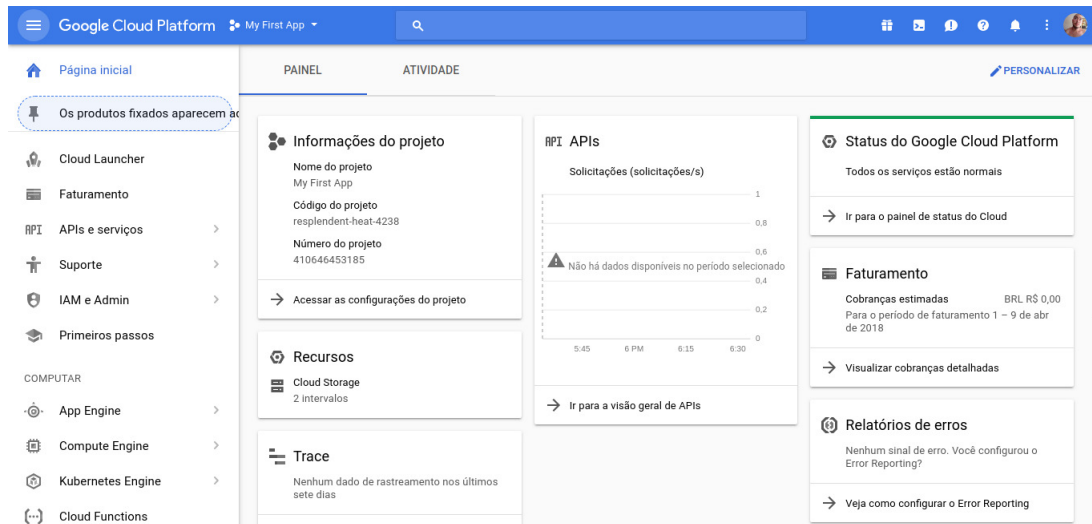 Google Cloud Platform
My First App
Página inicial
Os produtos fixados aparecem
Cloud Launcher
Faturamento
API APIs e serviços
Suporte
IAM e Admin
Primeiros passos
COMPUTAR
App Engine
Compute Engine
Kubernetes Engine
Cloud Functions
PAINEL
ATIVIDADE
PERSONALIZAR
Informações do projeto
Nome do projeto
My First App
Código do projeto
resplendent-heat-4238
Número do projeto
410646453185
Acessar as configurações do projeto
Recursos
Cloud Storage
2 intervalos
Trace
Nenhum dado de rastreamento nos últimos
sete dias
API APIs
Solicitações (solicitações/s)
1
0,8
0,6
Não há dados disponíveis no período selecionado
0,4
0,2
0
5:45 6 PM 6:15 6:30
Ir para a visão geral de APIs
Status do Google Cloud Platform
Todos os serviços estão normais
Ir para o painel de status do Cloud
Faturamento
Cobranças estimadas BRL R$ 0,00
Para o período de faturamento 1 – 9 de abr
de 2018
Visualizar cobranças detalhadas
Relatórios de erros
Nenhum sinal de erro. Você configurou o
Error Reporting?
Veja como configurar o Error Reporting